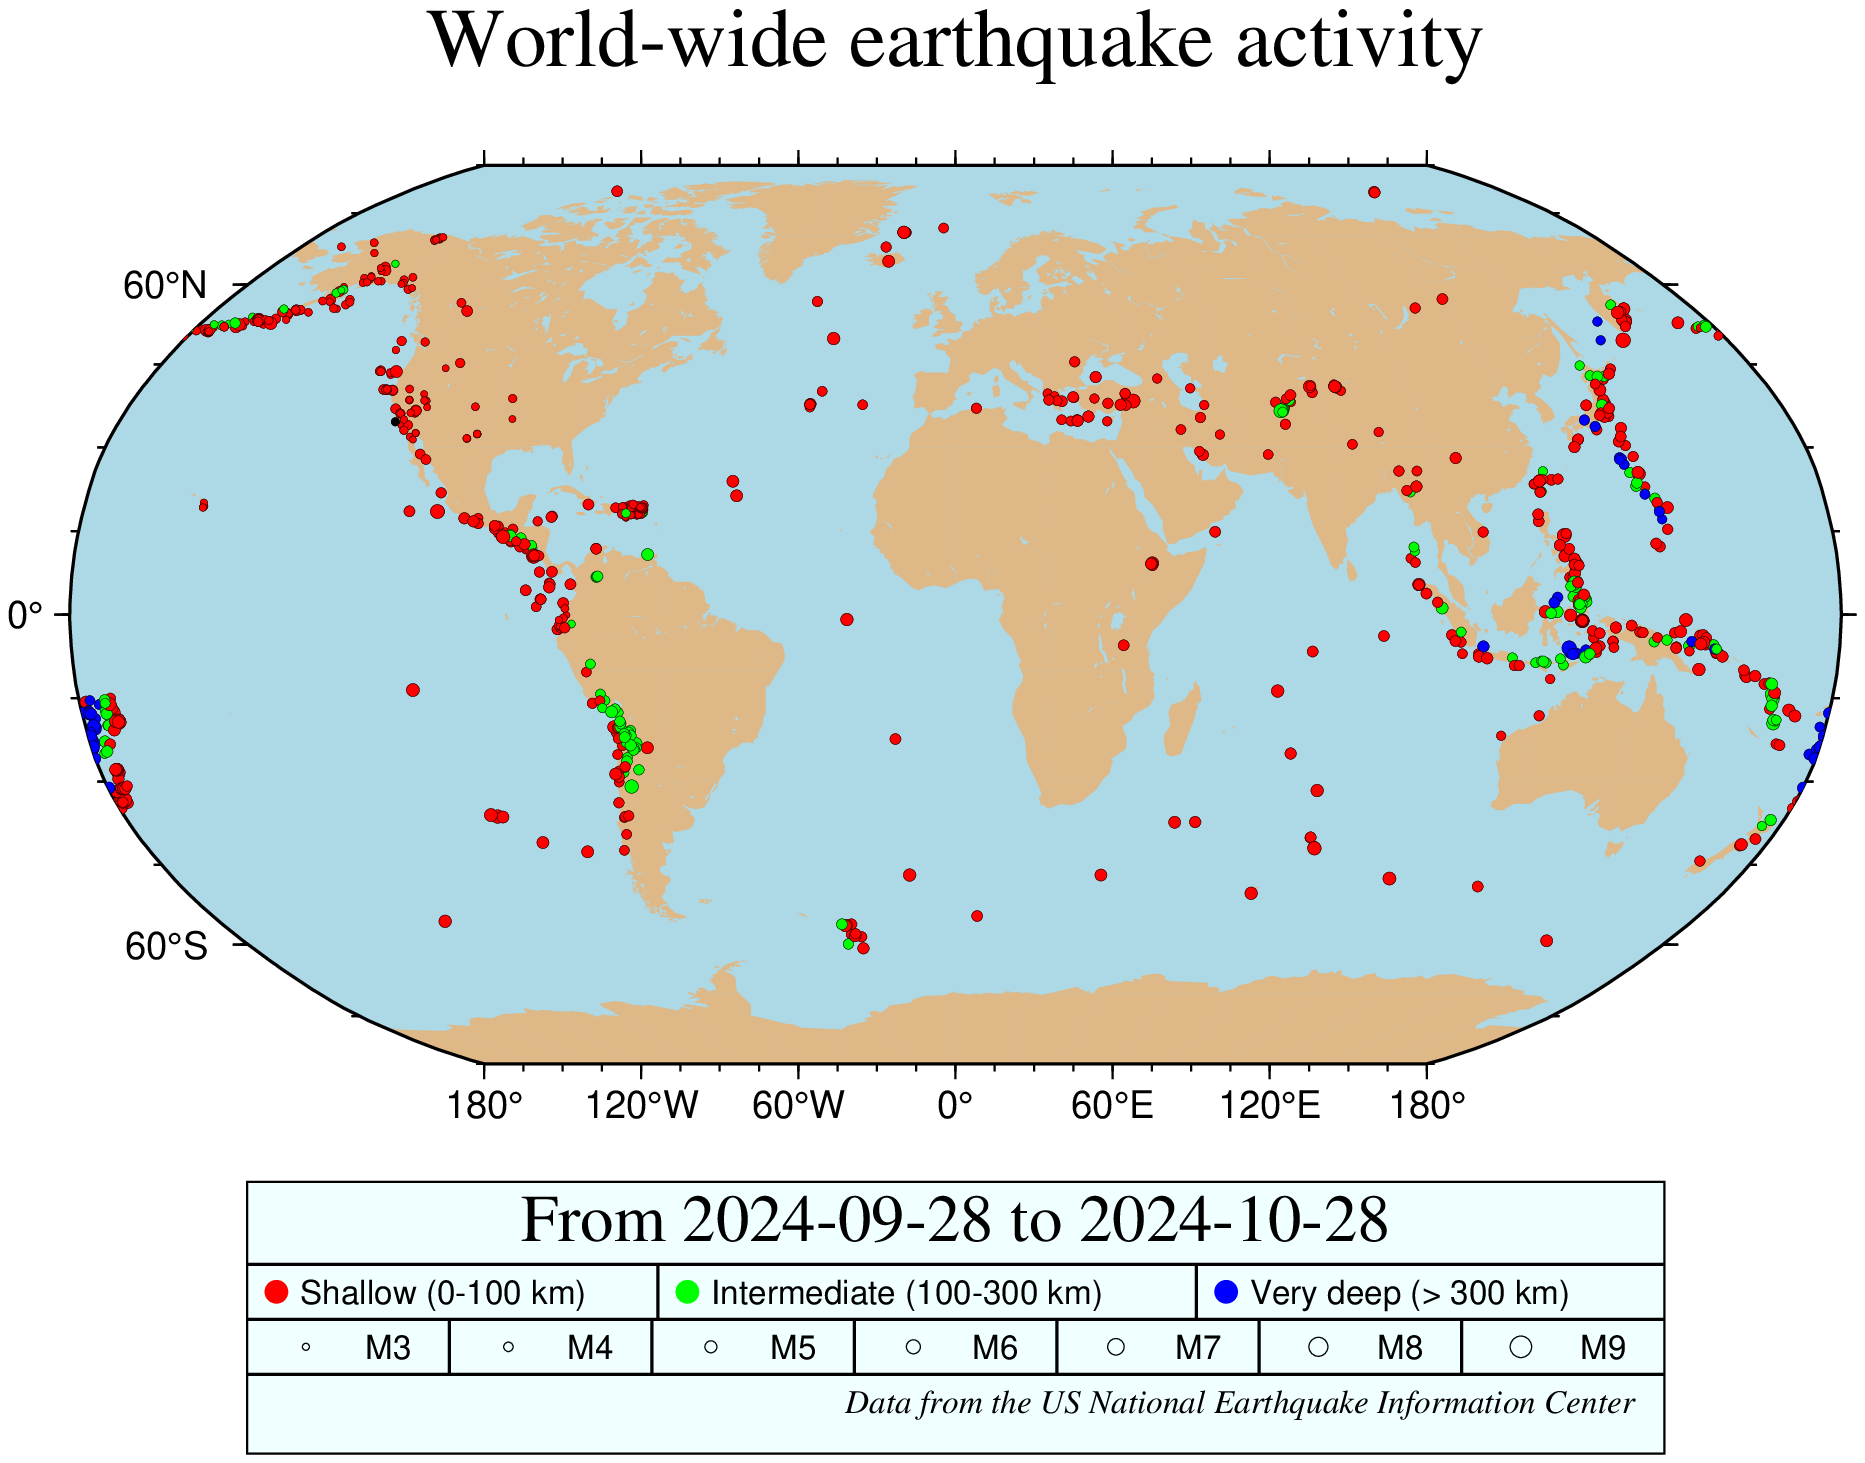 World-wide earthquake activity
60°N
0°
60°S
180° 120°W 60°W 0° 60°E 120°E 180°
From 2024-09-28 to 2024-10-28
Shallow (0-100 km) Intermediate (100-300 km) Very deep (> 300 km)
M3 M4 M5 M6 M7 M8 M9
Data from the US National Earthquake Information Center